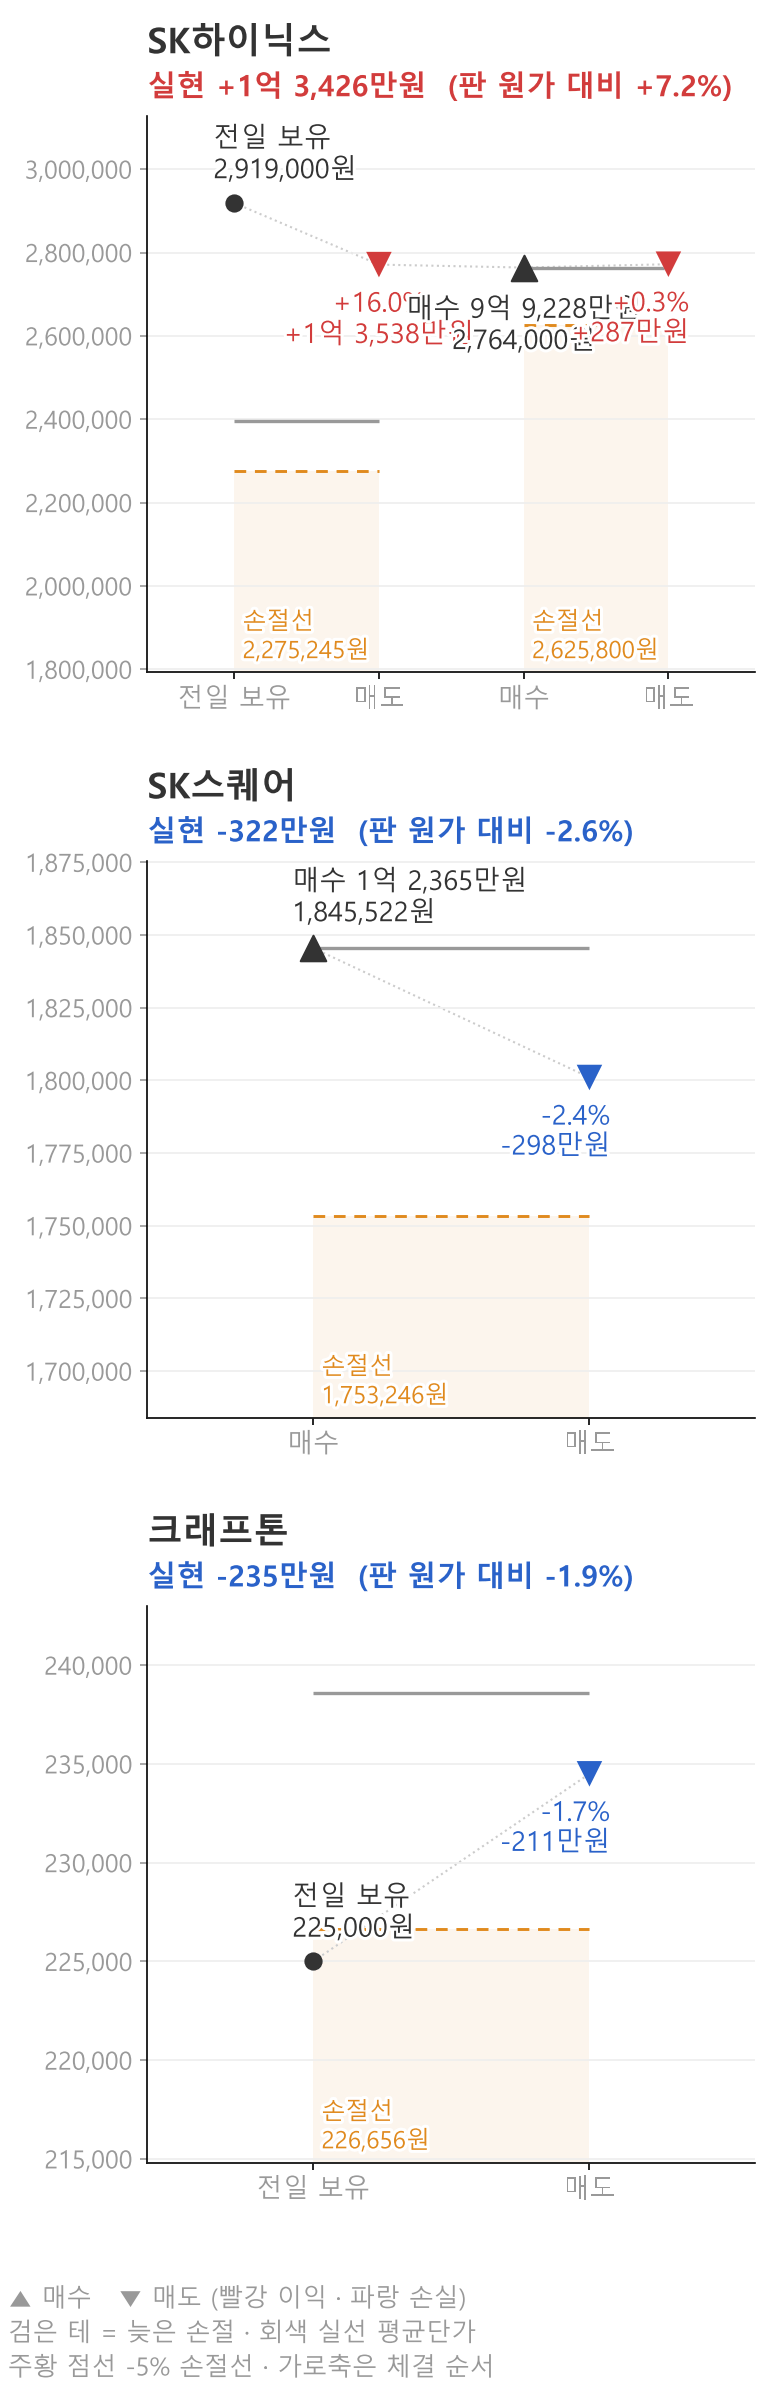 SK하이닉스
실현 +1억 3,426만원 (판 원가 대비 +7.2%)
전일 보유
2,919,000원
3,000,000
2,800,000
+16.0%
매수 9억 9,228만원
+0.3%
+1억 3,538만원
2,764,000원
+287만원
2,600,000
2,400,000
2,200,000
2,000,000
손절선
2,275,245원
손절선
2,625,800원
1,800,000
전일 보유 매도 매수 매도
SK스퀘어
실현 -322만원 (판 원가 대비 -2.6%)
1,875,000
매수 1억 2,365만원
1,845,522원
1,850,000
1,825,000
1,800,000
-2.4%
-298만원
1,775,000
1,750,000
1,725,000
1,700,000
손절선
1,753,246원
매수 매도
크래프톤
실현 -235만원 (판 원가 대비 -1.9%)
240,000
235,000
-1.7%
-211만원
230,000
전일 보유
225,000원
225,000
220,000
손절선
226,656원
215,000
전일 보유 매도
▲ 매수 ▼ 매도 (빨강 이익 · 파랑 손실)
검은 테 = 늦은 손절 · 회색 실선 평균단가
주황 점선 -5% 손절선 · 가로축은 체결 순서